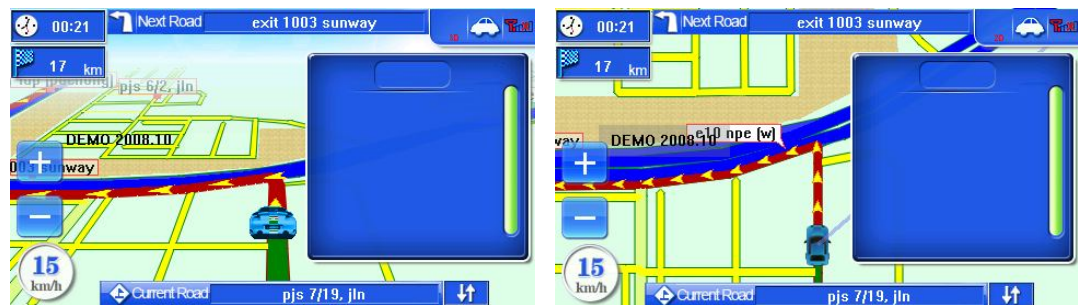 00:21
Next Road
exit 1003 sunway
17 km
pjs 6/2, jln
DEMO 2008.10
sunway
+
−
15
km/h
Current Road
pjs 7/19, jln
00:21
Next Road
exit 1003 sunway
17 km
e10 npe (w)
way
DEMO 2008.10
+
−
15
km/h
Current Road
pjs 7/19, jln